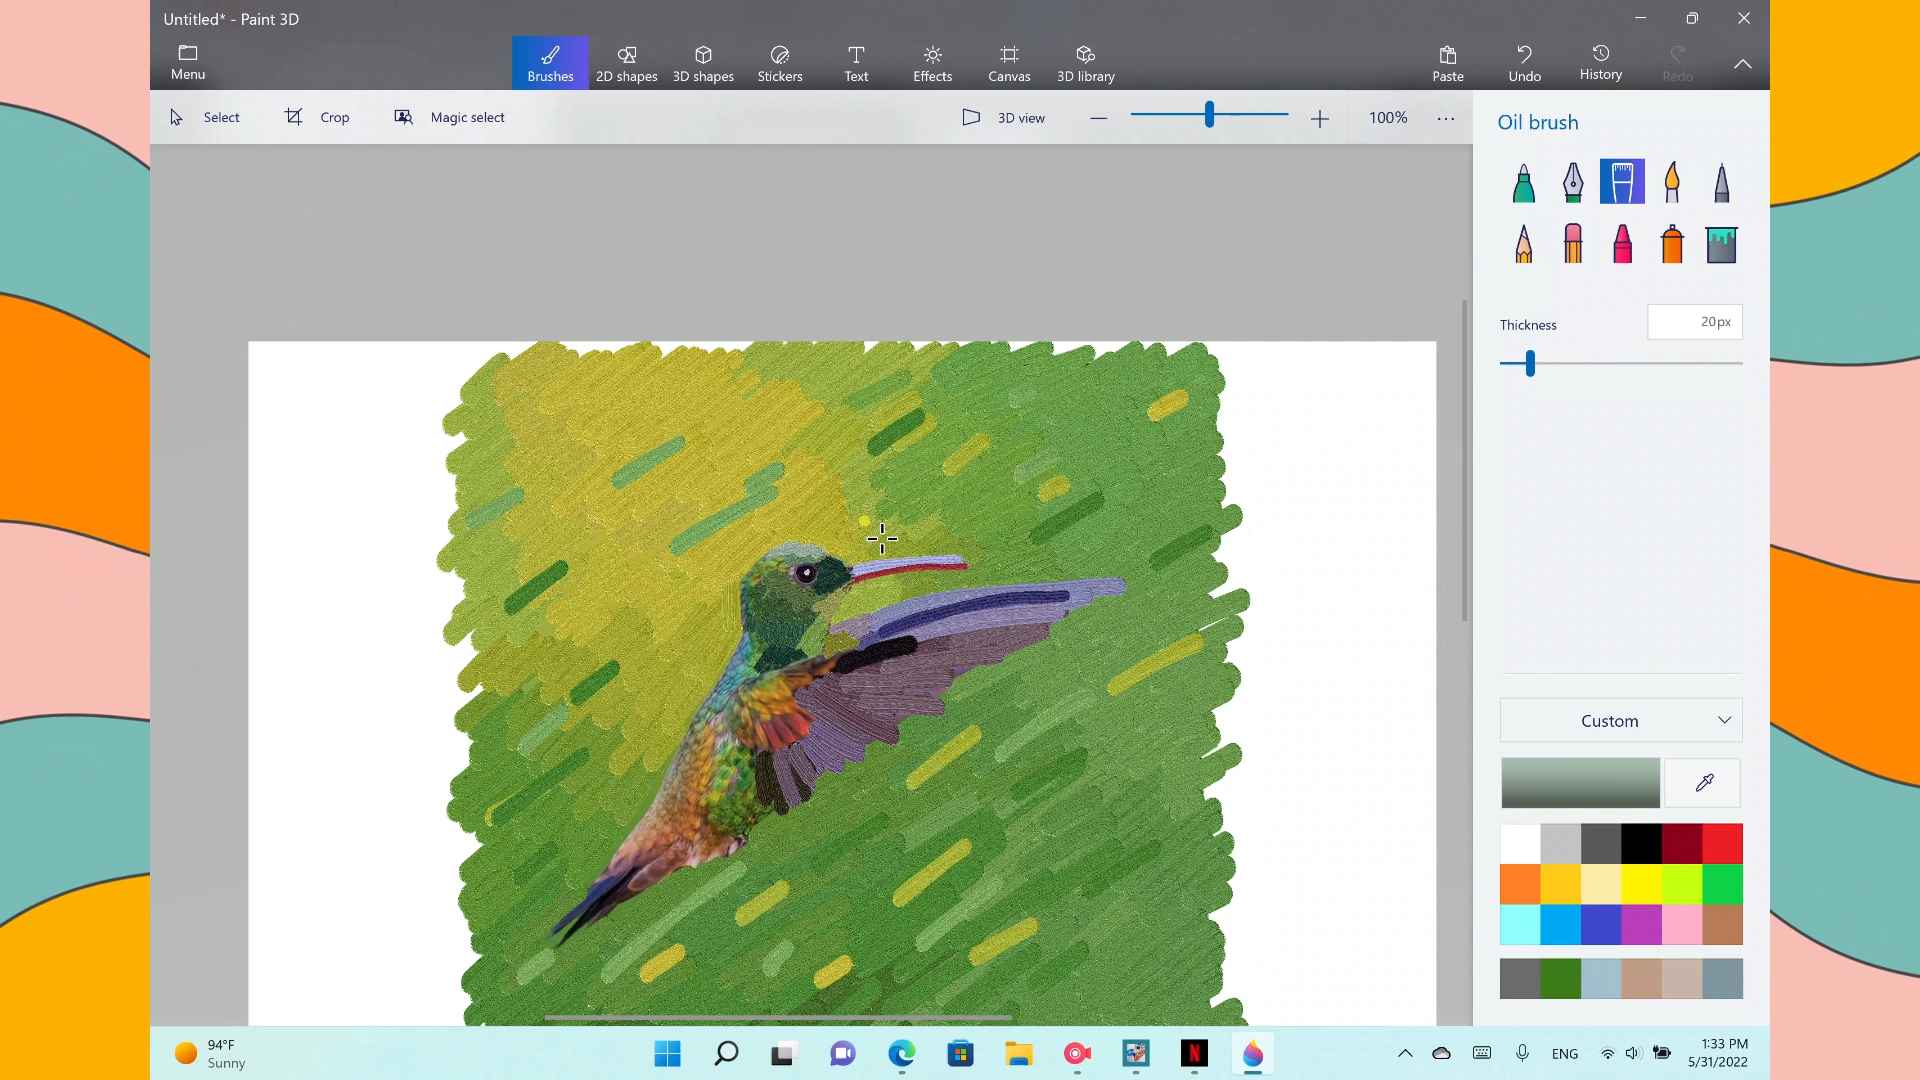 Untitled* - Paint 3D
Menu
Brushes
2D shapes
3D shapes
Stickers
Text
Effects
Canvas
3D library
Paste
Undo
History
Redo
Select
Crop
Magic select
3D view
100%
Oil brush
Thickness
20px
Custom
94°F
Sunny
N
ENG
1:33 PM
5/31/2022